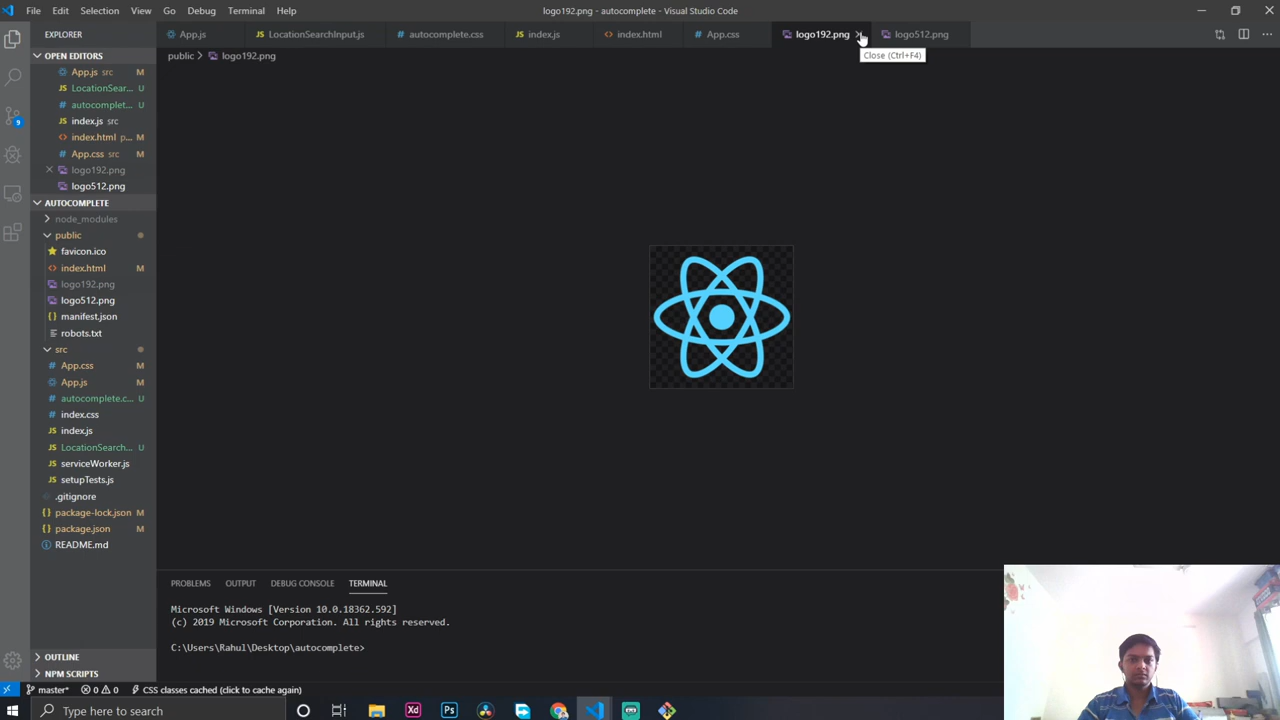 File Edit Selection View Go Debug Terminal Help
logo192.png - autocomplete - Visual Studio Code
EXPLORER
App.js
LocationSearchInput.js
autocomplete.css
index.js
index.html
App.css
logo192.png
logo512.png
Close (Ctrl+F4)
public > logo192.png
OPEN EDITORS
App.js src M
LocationSear... U
autocomplet... U
index.js src
index.html p... M
App.css src M
logo192.png
logo512.png
AUTOCOMPLETE
node_modules
public
favicon.ico
index.html M
logo192.png
logo512.png
manifest.json
robots.txt
src
App.css M
App.js M
autocomplete.c... U
index.css
index.js
LocationSearch... U
serviceWorker.js
setupTests.js
.gitignore
package-lock.json M
package.json M
README.md
OUTLINE
NPM SCRIPTS
PROBLEMS OUTPUT DEBUG CONSOLE TERMINAL
Microsoft Windows [Version 10.0.18362.592]
(c) 2019 Microsoft Corporation. All rights reserved.
C:\Users\Rahul\Desktop\autocomplete>
9
master* 0 0 CSS classes cached (click to cache again)
Type here to search
Xd
Ps